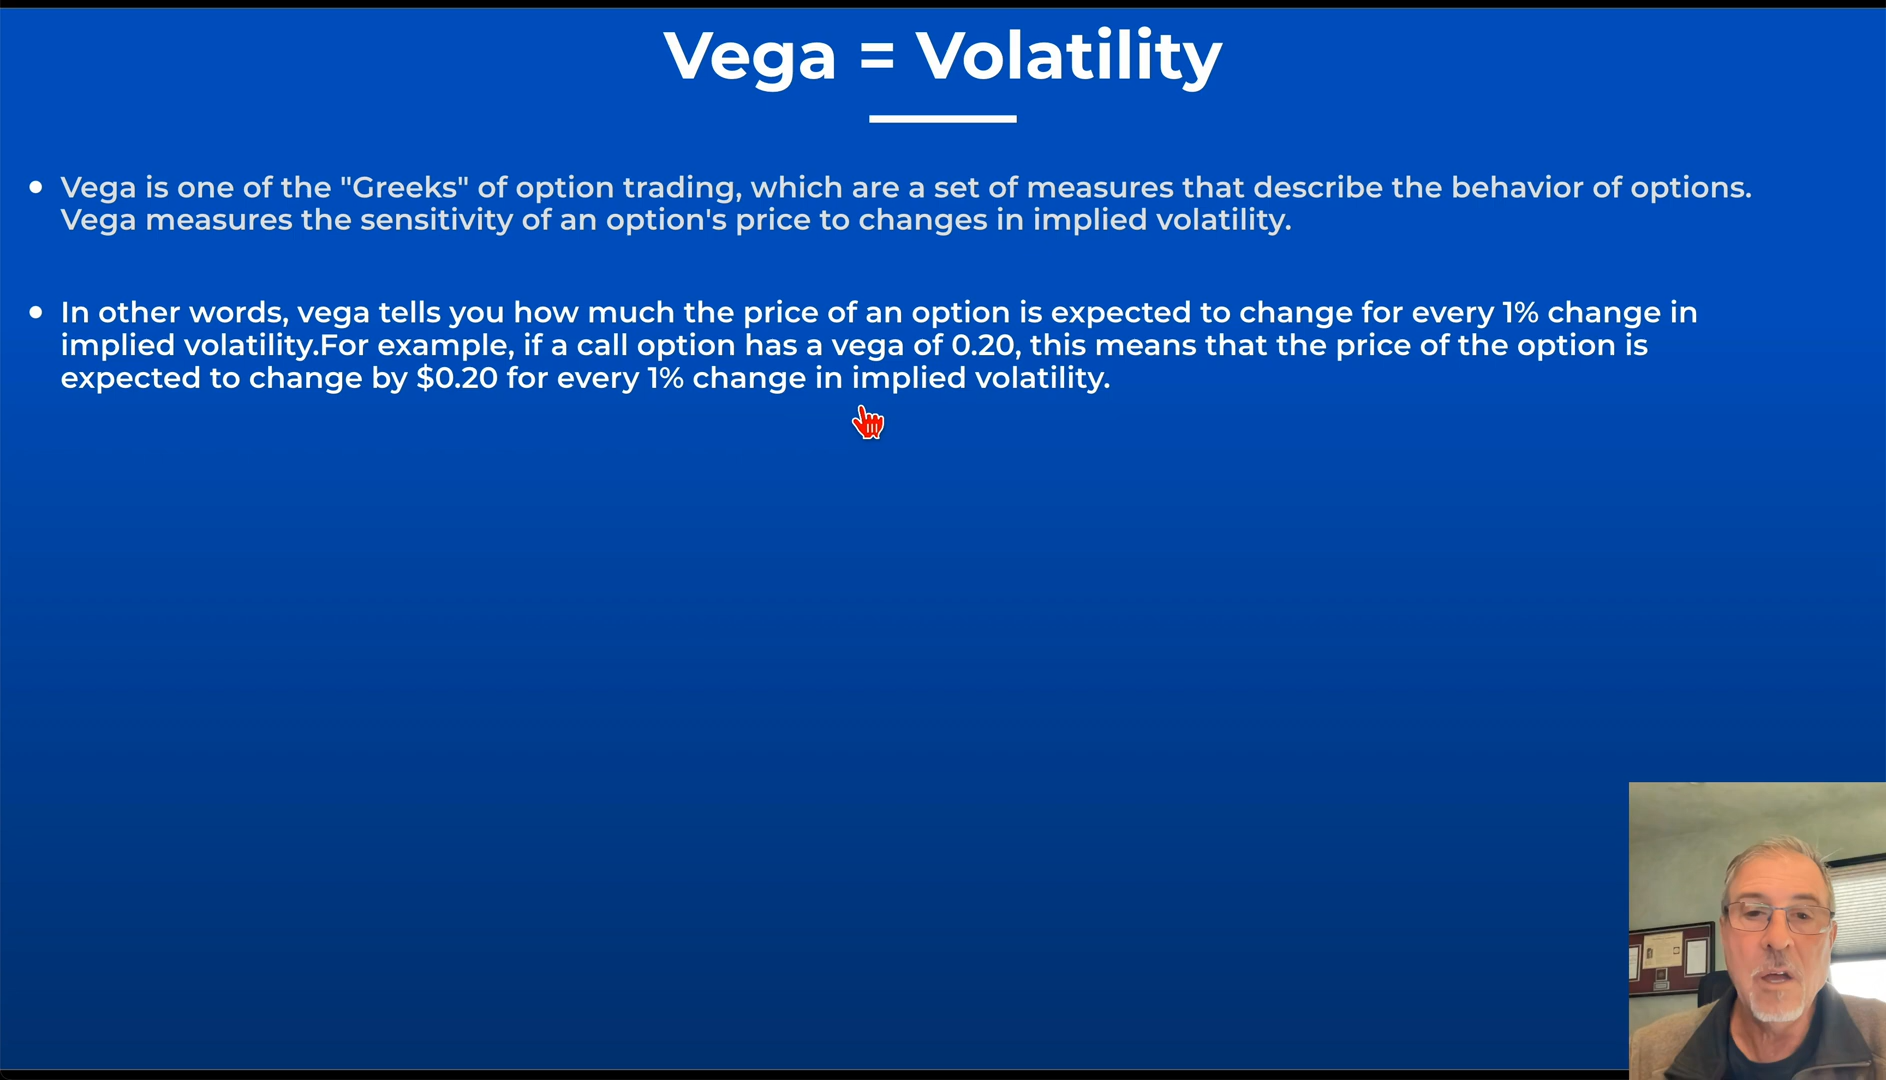 Vega = Volatility
• Vega is one of the "Greeks" of option trading, which are a set of measures that describe the behavior of options.
Vega measures the sensitivity of an option's price to changes in implied volatility.
• In other words, vega tells you how much the price of an option is expected to change for every 1% change in
implied volatility.For example, if a call option has a vega of 0.20, this means that the price of the option is
expected to change by $0.20 for every 1% change in implied volatility.